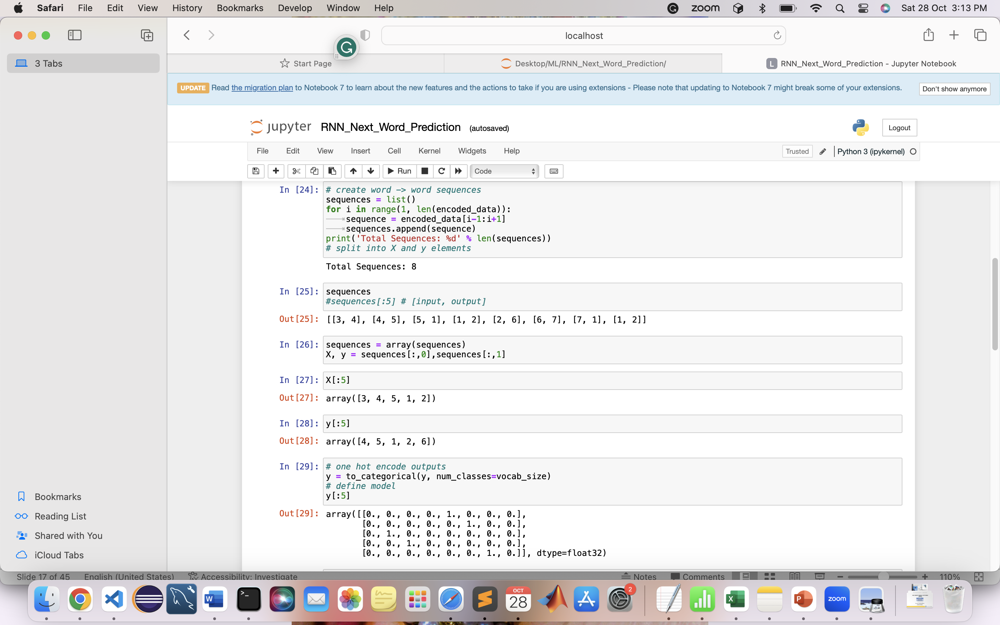 Safari File Edit View History Bookmarks Develop Window Help zoom Sat 28 Oct 3:13 PM
localhost
3 Tabs
Start Page
Desktop/ML/RNN_Next_Word_Prediction/
L RNN_Next_Word_Prediction - Jupyter Notebook
UPDATE Read the migration plan to Notebook 7 to learn about the new features and the actions to take if you are using extensions - Please note that updating to Notebook 7 might break some of your extensions.
Don't show anymore
jupyter RNN_Next_Word_Prediction (autosaved)
Logout
File Edit View Insert Cell Kernel Widgets Help
Trusted Python 3 (ipykernel)
Run Code
In [24]: # create word -> word sequences
sequences = list()
for i in range(1, len(encoded_data)):
sequence = encoded_data[i-1:i+1]
sequences.append(sequence)
print('Total Sequences: %d' % len(sequences))
# split into X and y elements
Total Sequences: 8
In [25]: sequences
#sequences[:5] # [input, output]
Out[25]: [[3, 4], [4, 5], [5, 1], [1, 2], [2, 6], [6, 7], [7, 1], [1, 2]]
In [26]: sequences = array(sequences)
X, y = sequences[:,0],sequences[:,1]
In [27]: X[:5]
Out[27]: array([3, 4, 5, 1, 2])
In [28]: y[:5]
Out[28]: array([4, 5, 1, 2, 6])
In [29]: # one hot encode outputs
y = to_categorical(y, num_classes=vocab_size)
# define model
y[:5]
Out[29]: array([[0., 0., 0., 0., 1., 0., 0., 0.],
[0., 0., 0., 0., 0., 1., 0., 0.],
[0., 1., 0., 0., 0., 0., 0., 0.],
[0., 0., 1., 0., 0., 0., 0., 0.],
[0., 0., 0., 0., 0., 0., 1., 0.]], dtype=float32)
Bookmarks
Reading List
Shared with You
iCloud Tabs
Slide 17 of 45 English (United States) Accessibility: Investigate Notes Comments 110%
W
OCT
28
2
X
P
zoom